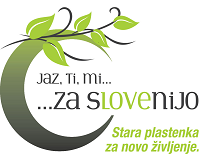 Jaz, Ti, mi...
...za sLOVEnijo
Stara plastenka
za novo življenje.